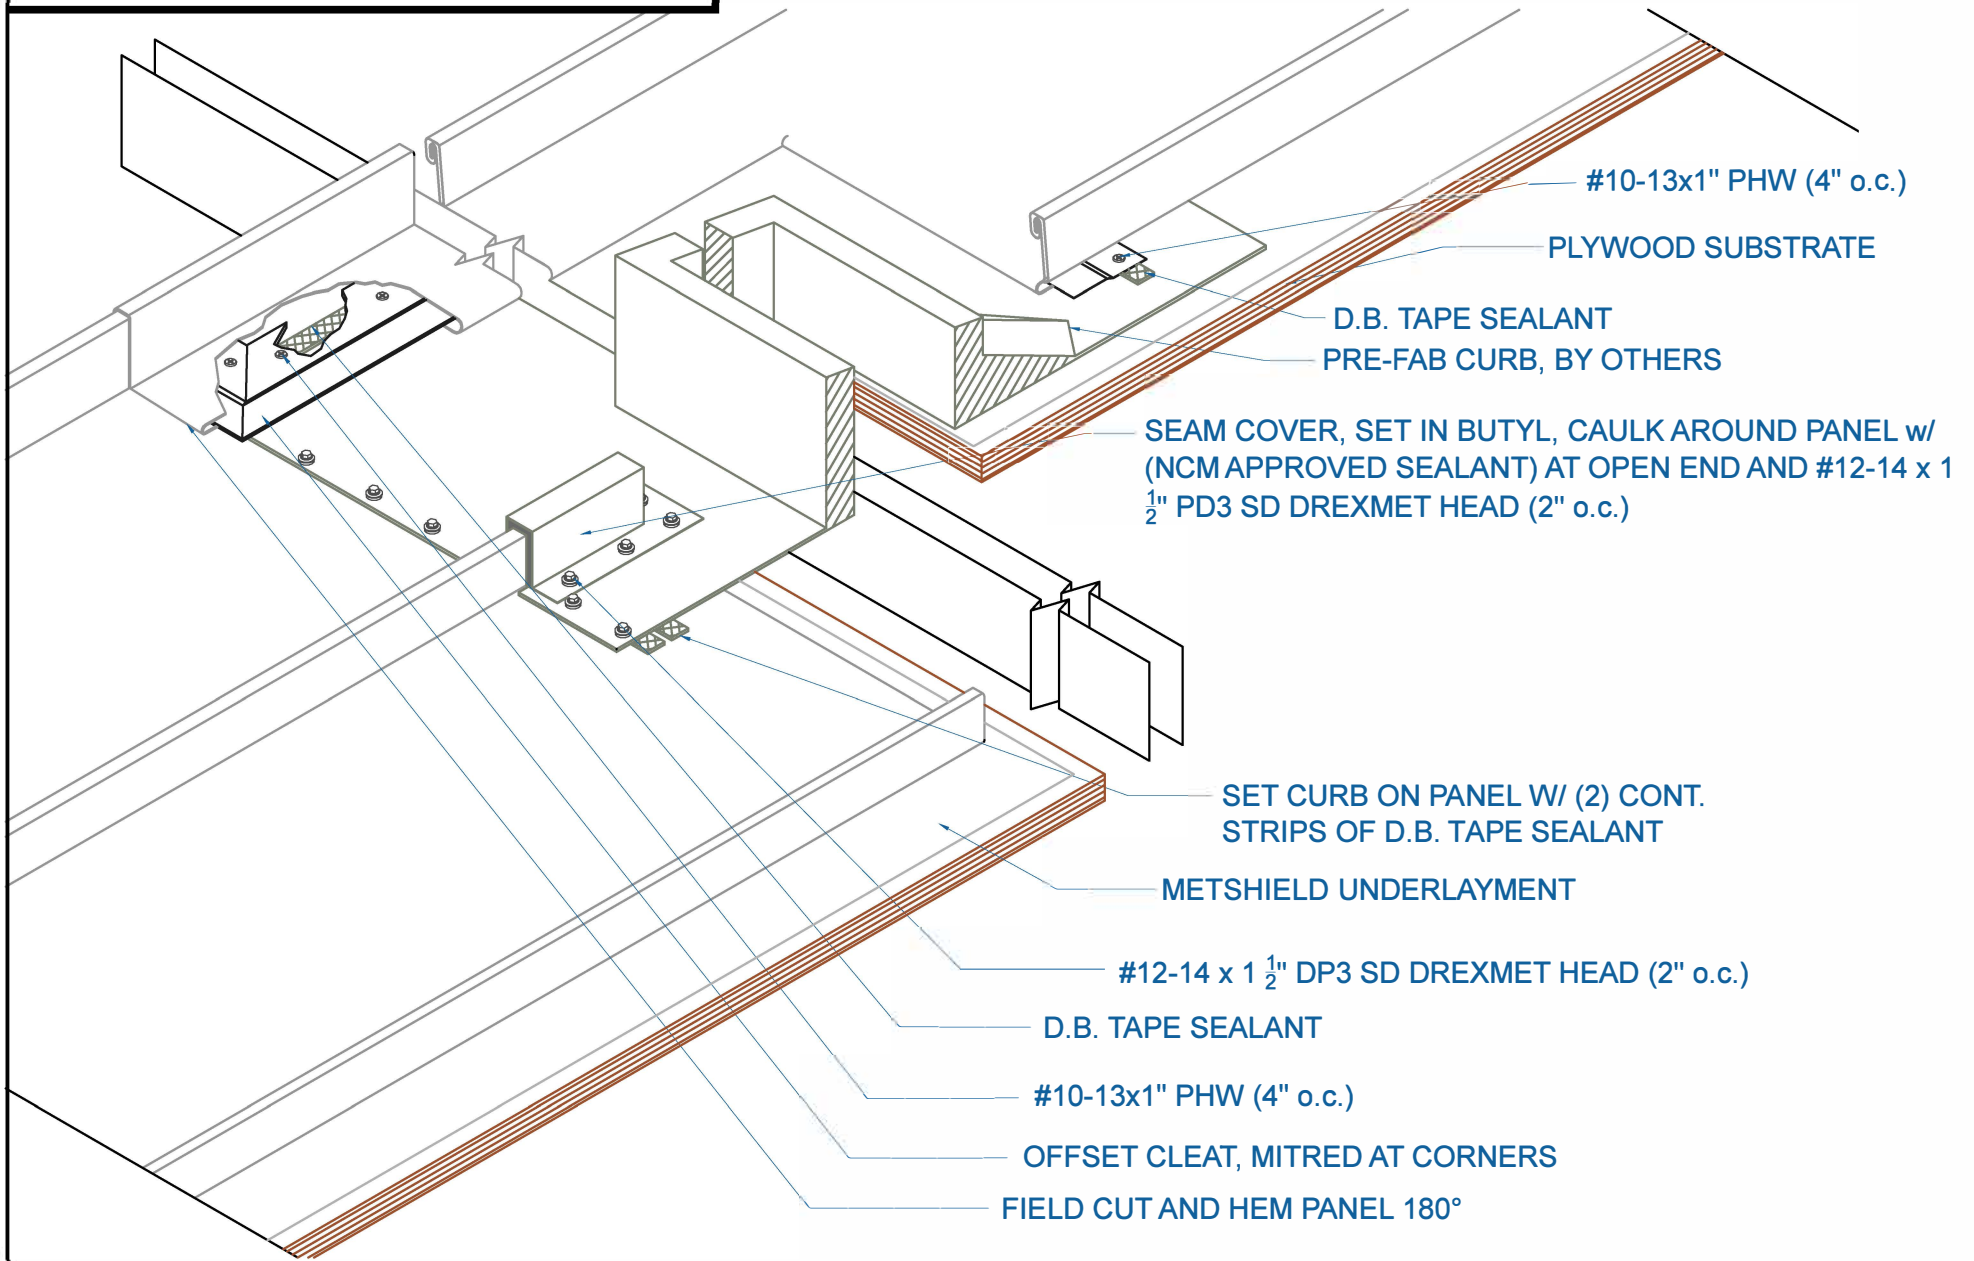 #10-13x1" PHW (4" o.c.)
PLYWOOD SUBSTRATE
D.B. TAPE SEALANT
PRE-FAB CURB, BY OTHERS
SEAM COVER, SET IN BUTYL, CAULK AROUND PANEL w/
(NCM APPROVED SEALANT) AT OPEN END AND #12-14 x 1
1/2" PD3 SD DREXMET HEAD (2" o.c.)
SET CURB ON PANEL W/ (2) CONT.
STRIPS OF D.B. TAPE SEALANT
METSHIELD UNDERLAYMENT
#12-14 x 1 1/2" DP3 SD DREXMET HEAD (2" o.c.)
D.B. TAPE SEALANT
#10-13x1" PHW (4" o.c.)
OFFSET CLEAT, MITRED AT CORNERS
FIELD CUT AND HEM PANEL 180°